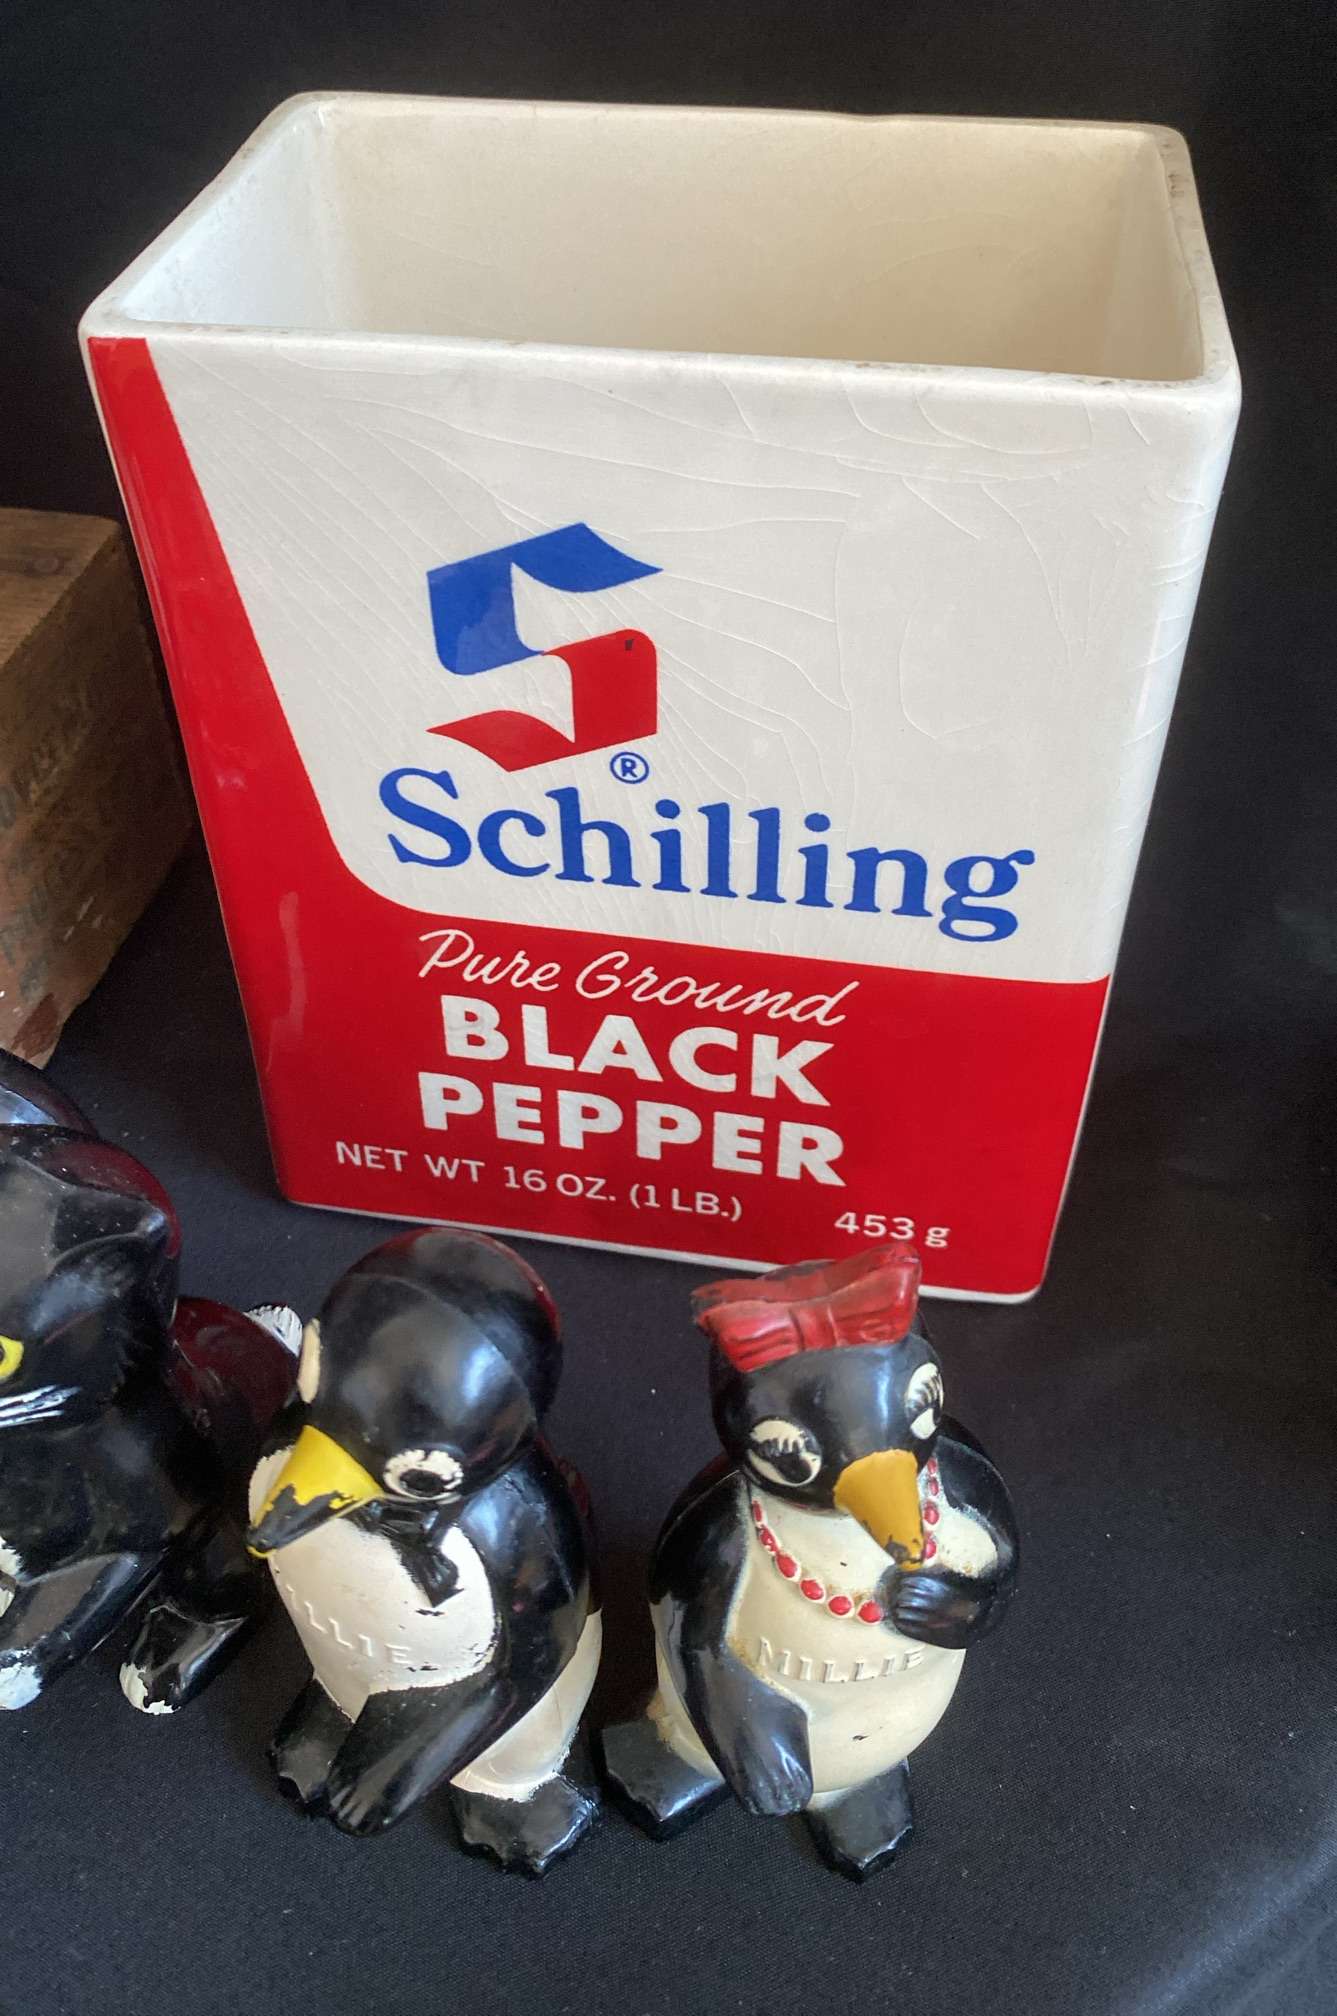 ®
Schilling
Pure Ground
BLACK
PEPPER
NET WT 16 OZ. (1 LB.) 453 g
MILLIE